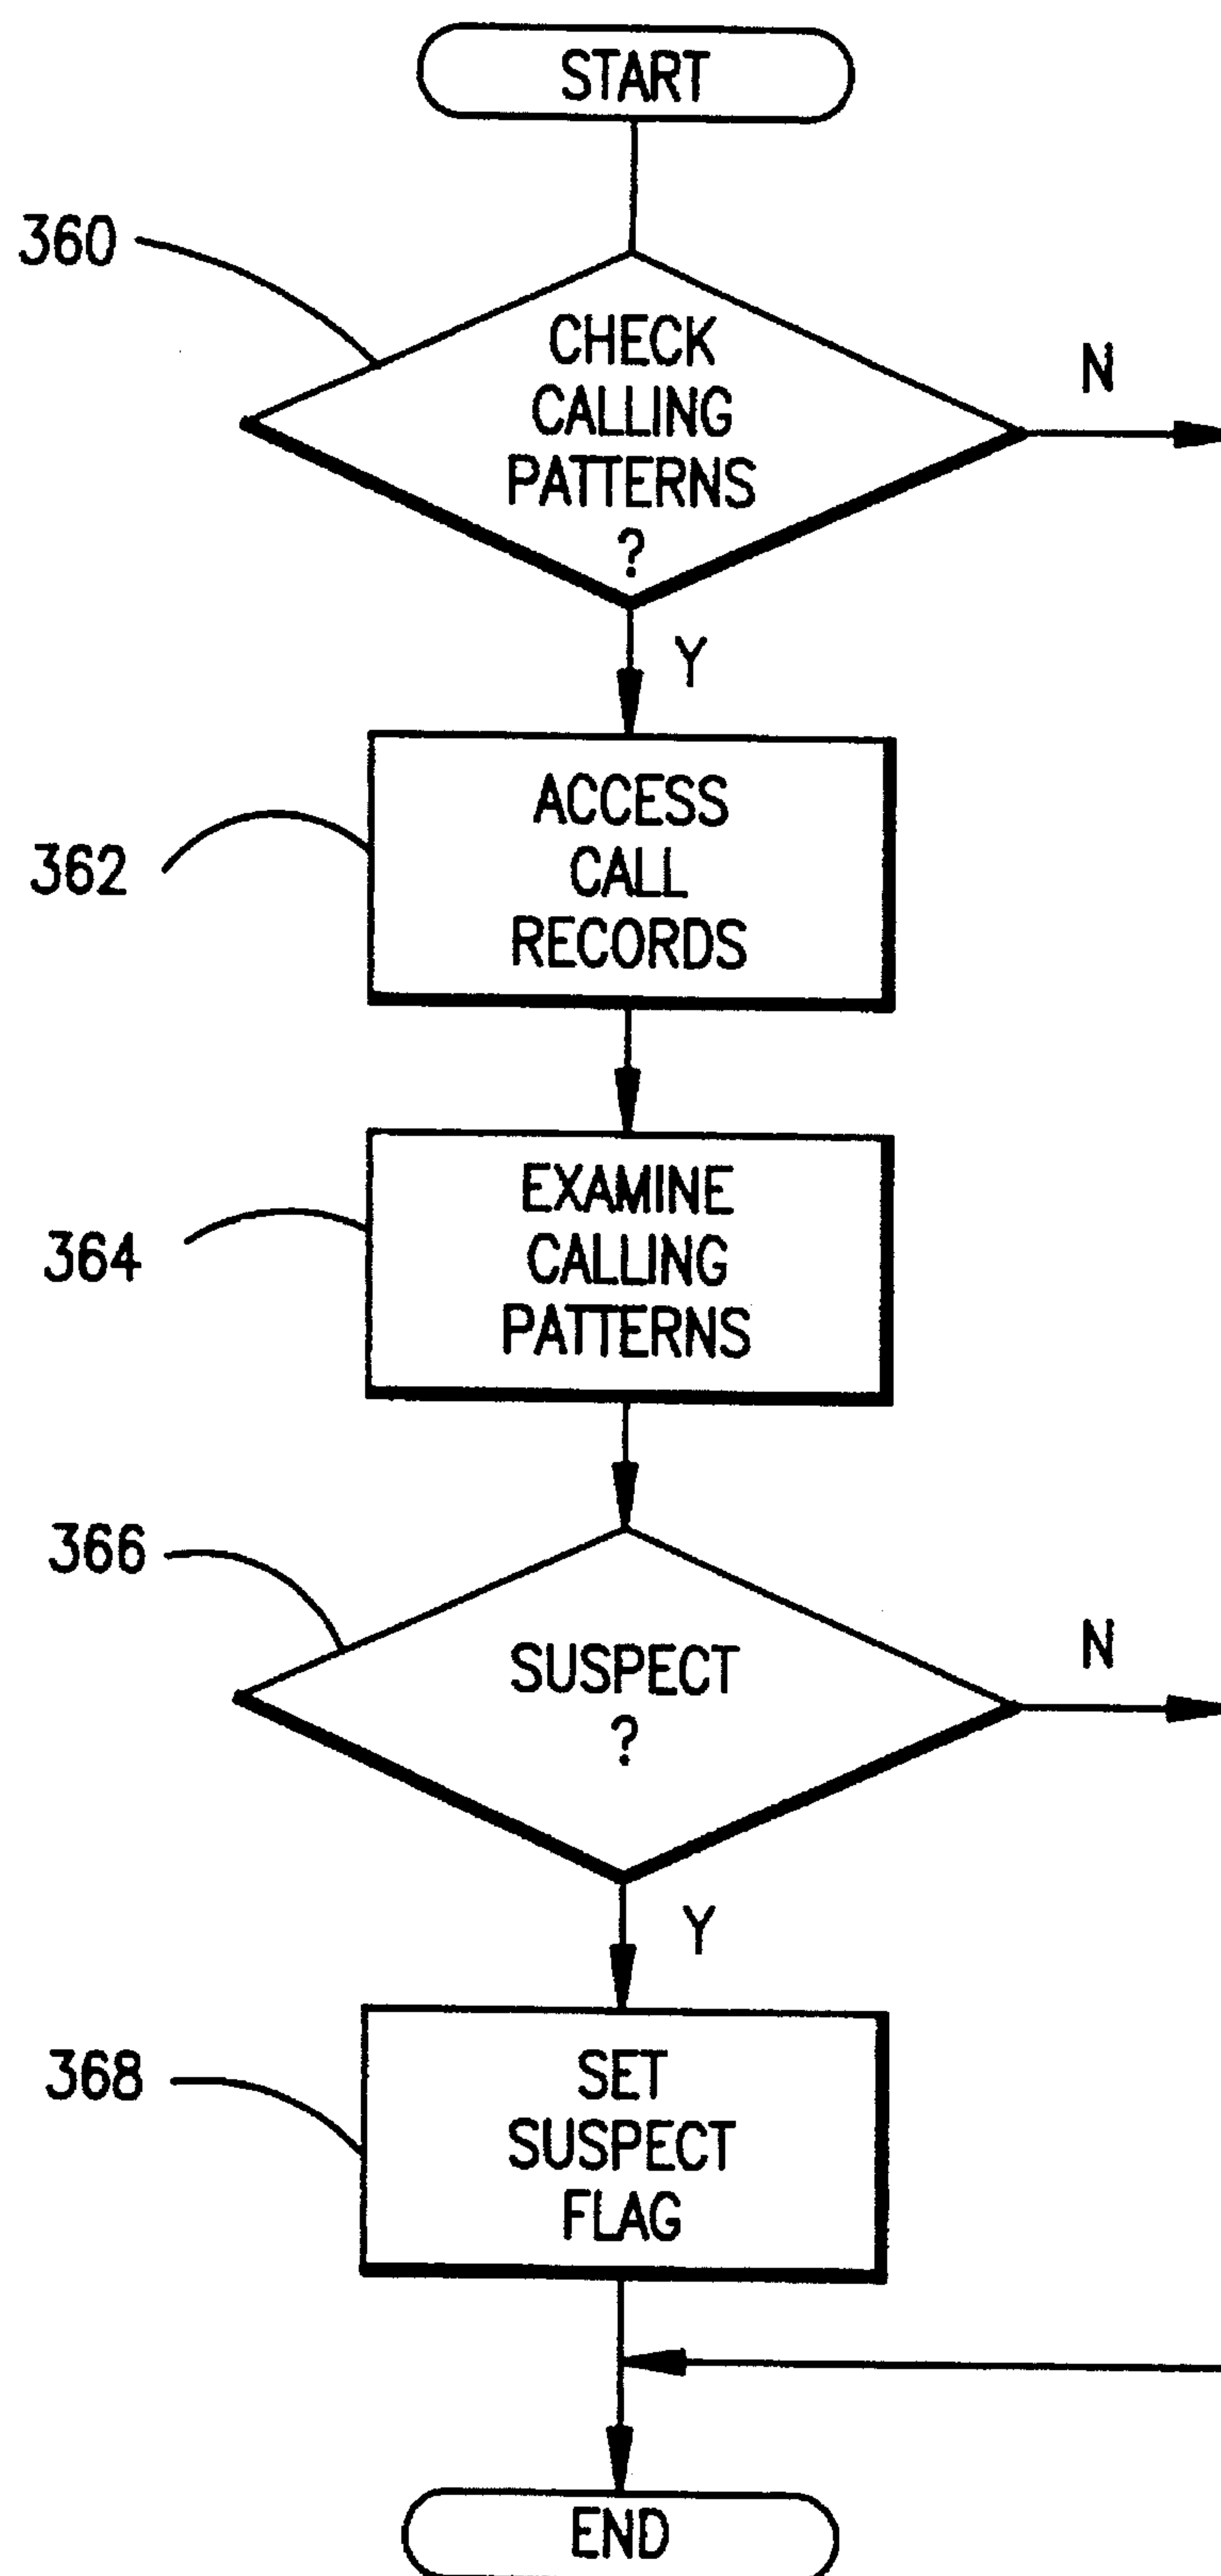 START
360
CHECK
CALLING
PATTERNS
?
N
Y
362
ACCESS
CALL
RECORDS
364
EXAMINE
CALLING
PATTERNS
366
SUSPECT
?
N
Y
368
SET
SUSPECT
FLAG
END